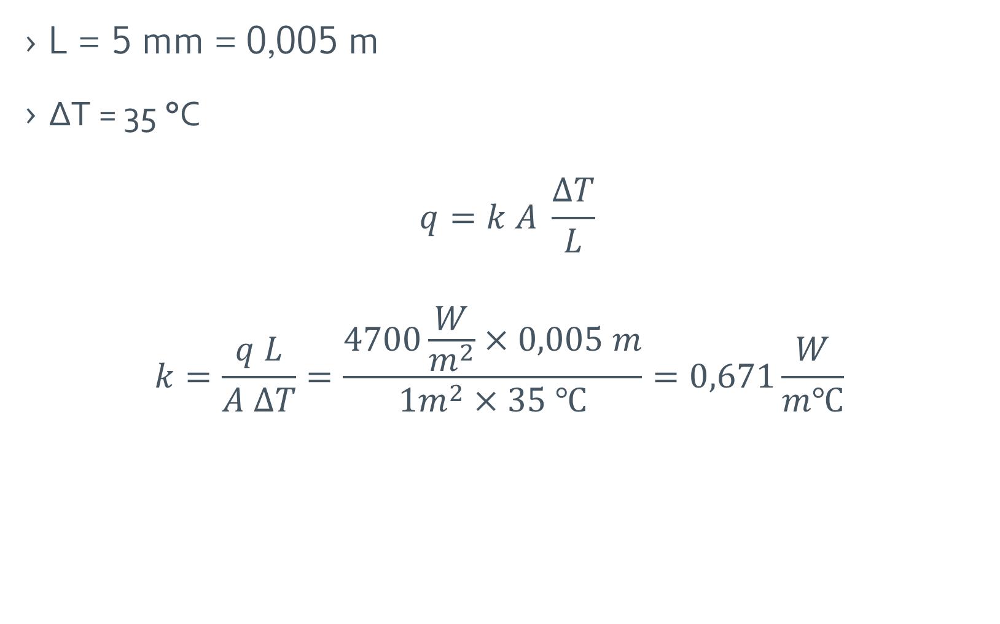 › L = 5 mm = 0,005 m
› ΔT = 35 °C
q = k A ΔT / L
k = q L / A ΔT = 4700 W/m² × 0,005 m / 1m² × 35 °C = 0,671 W / m°C